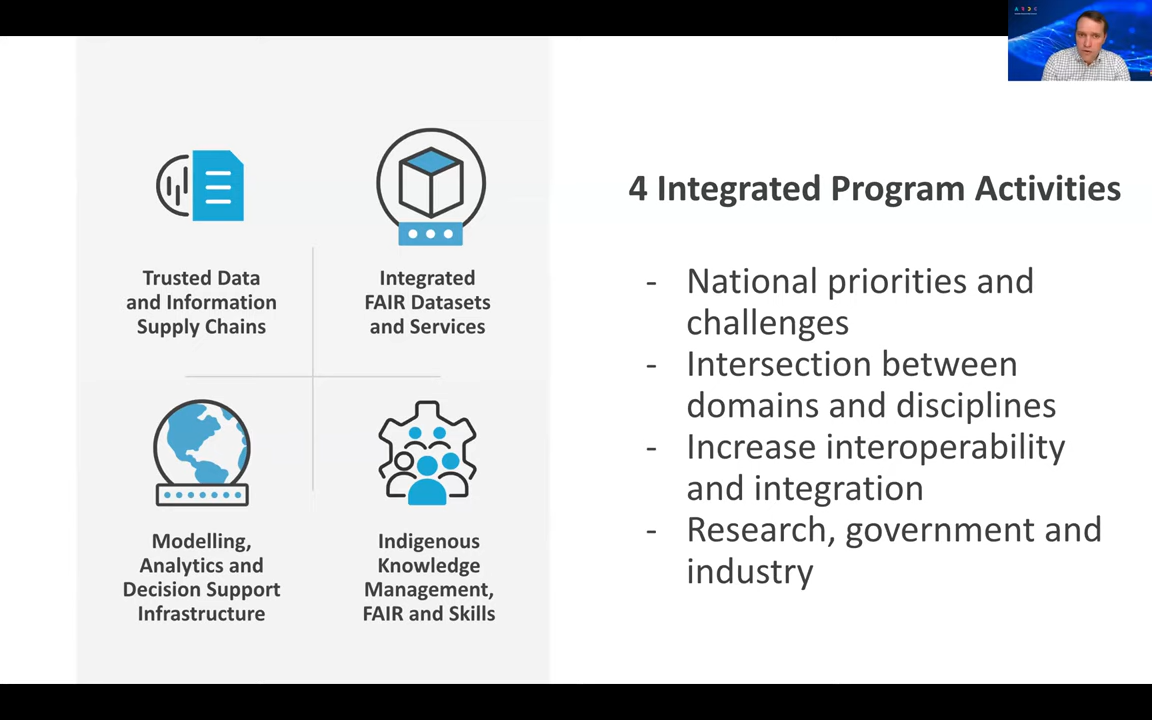 4 Integrated Program Activities
Trusted Data
and Information
Supply Chains
Integrated
FAIR Datasets
and Services
Modelling,
Analytics and
Decision Support
Infrastructure
Indigenous
Knowledge
Management,
FAIR and Skills
- National priorities and
challenges
- Intersection between
domains and disciplines
- Increase interoperability
and integration
- Research, government and
industry